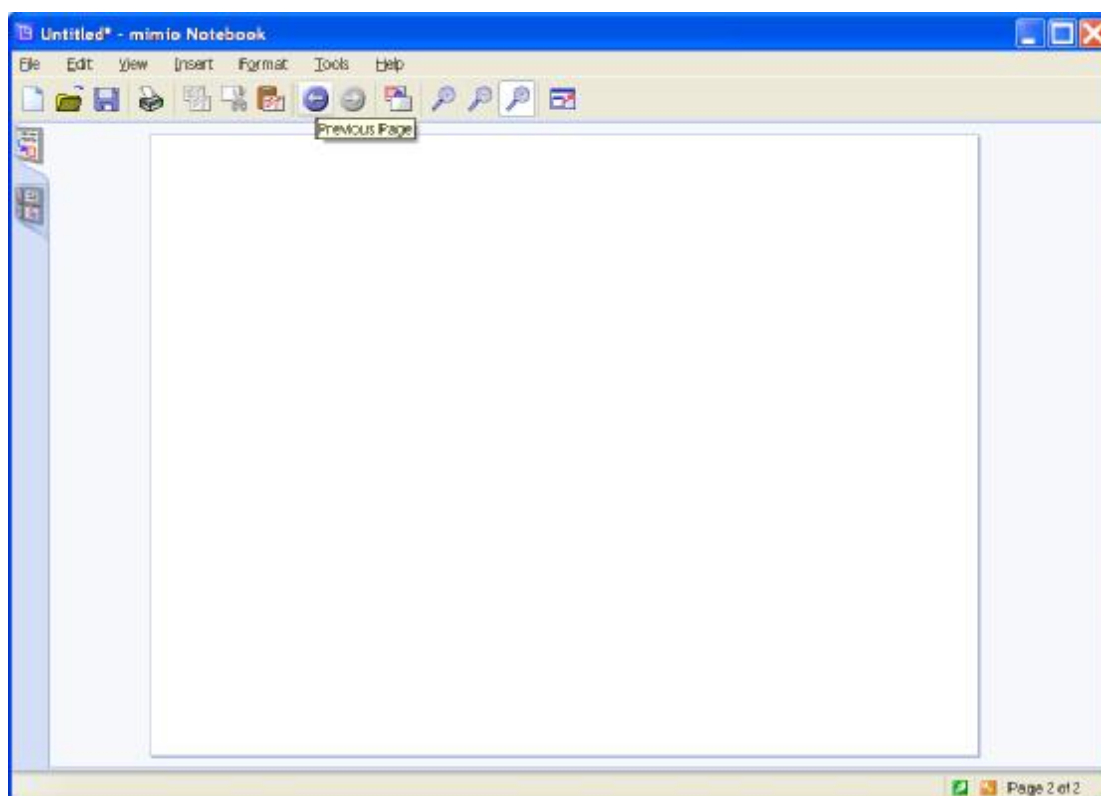 Untitled* - mimio Notebook
File Edit View Insert Format Tools Help
Previous Page
Page 2 of 2